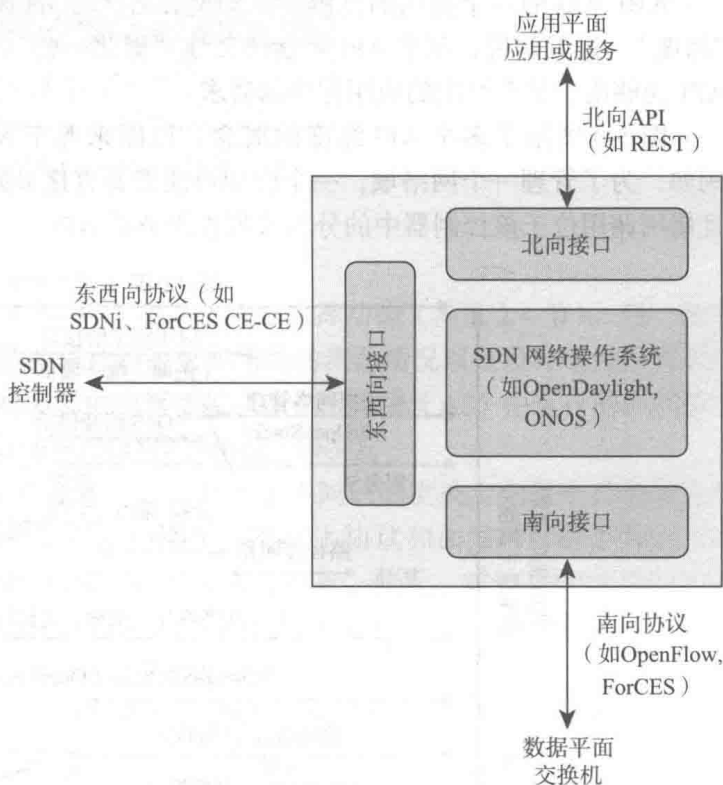 应用平面
应用或服务
北向API
（如 REST）
北向接口
东西向协议（如
SDNi、ForCES CE-CE）
SDN
控制器
东西向接口
SDN 网络操作系统
（如OpenDaylight,
ONOS）
南向接口
南向协议
（如OpenFlow,
ForCES）
数据平面
交换机